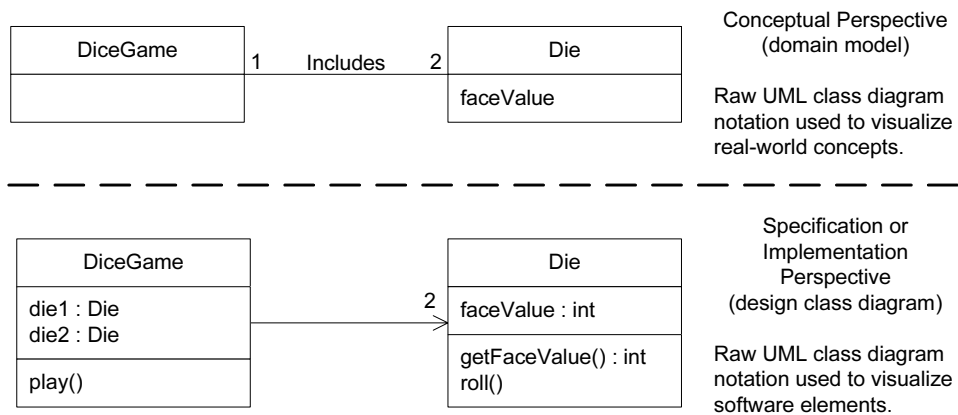 DiceGame
1
Includes
2
Die
faceValue
Conceptual Perspective
(domain model)
Raw UML class diagram
notation used to visualize
real-world concepts.
DiceGame
die1 : Die
die2 : Die
play()
2
Die
faceValue : int
getFaceValue() : int
roll()
Specification or
Implementation
Perspective
(design class diagram)
Raw UML class diagram
notation used to visualize
software elements.